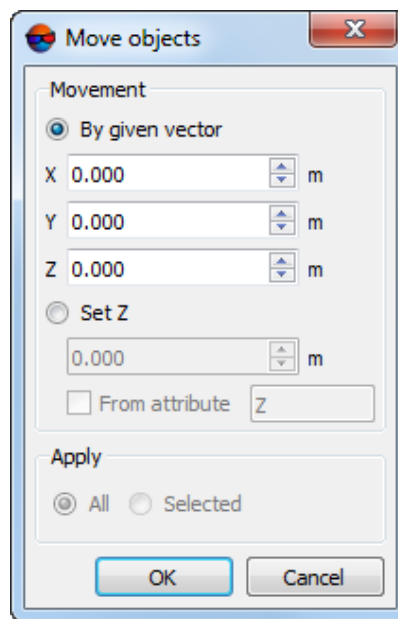 Move objects
Movement
By given vector
X 0.000 m
Y 0.000 m
Z 0.000 m
Set Z
0.000 m
From attribute Z
Apply
All Selected
OK Cancel